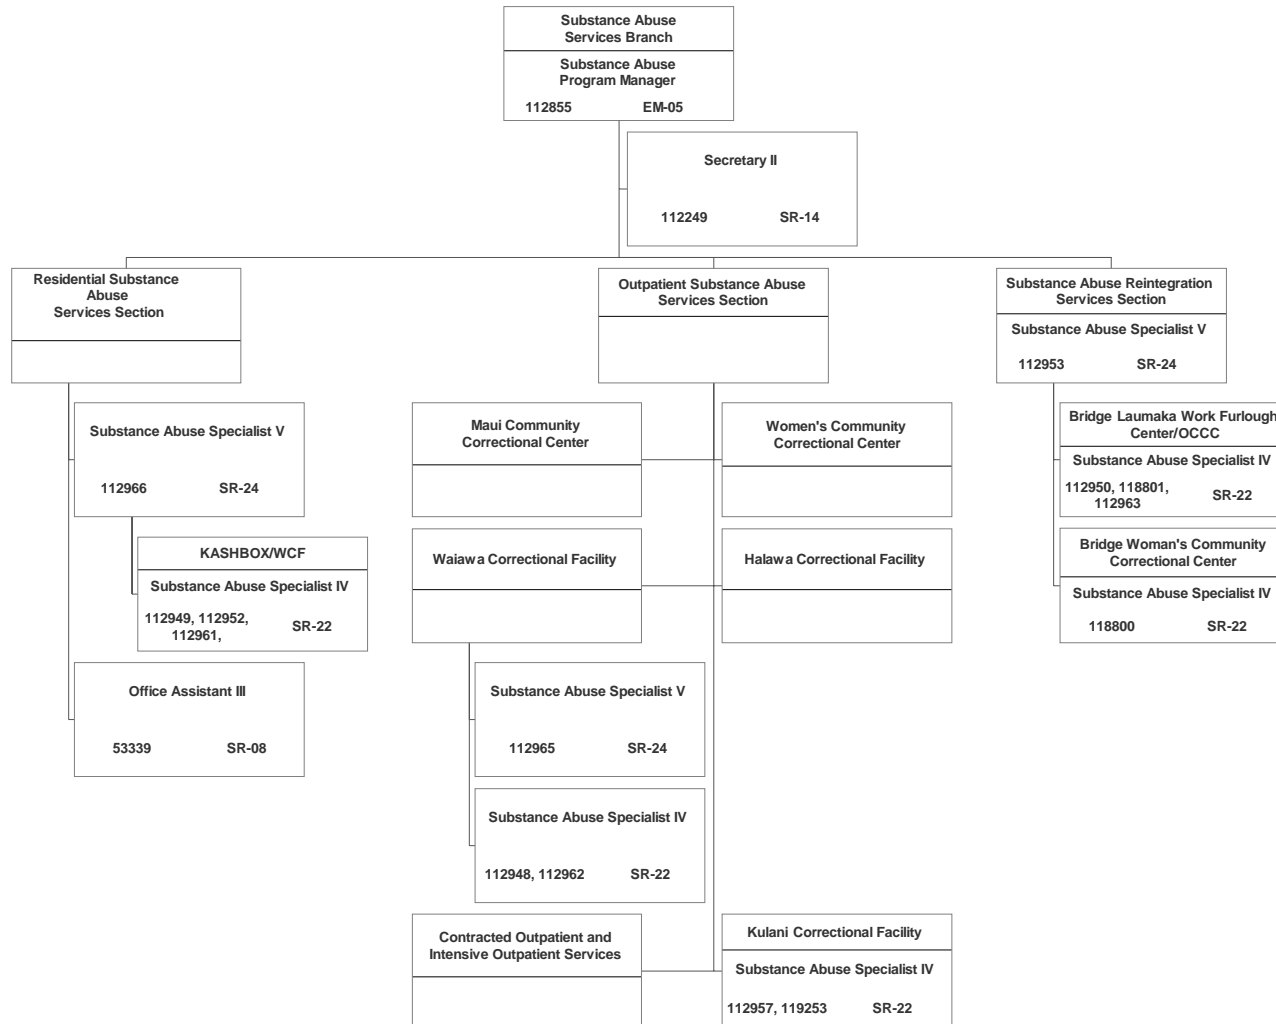 Substance Abuse
Services Branch
Substance Abuse
Program Manager
112855 EM-05
Secretary II
112249 SR-14
Residential Substance
Abuse
Services Section
Outpatient Substance Abuse
Services Section
Substance Abuse Reintegration
Services Section
Substance Abuse Specialist V
112953 SR-24
Substance Abuse Specialist V
112966 SR-24
KASHBOX/WCF
Substance Abuse Specialist IV
112949, 112952,
112961,
SR-22
Office Assistant III
53339 SR-08
Maui Community
Correctional Center
Women's Community
Correctional Center
Waiawa Correctional Facility
Halawa Correctional Facility
Substance Abuse Specialist V
112965 SR-24
Substance Abuse Specialist IV
112948, 112962 SR-22
Contracted Outpatient and
Intensive Outpatient Services
Kulani Correctional Facility
Substance Abuse Specialist IV
112957, 119253 SR-22
Bridge Laumaka Work Furlough
Center/OCCC
Substance Abuse Specialist IV
112950, 118801,
112963
SR-22
Bridge Woman's Community
Correctional Center
Substance Abuse Specialist IV
118800 SR-22